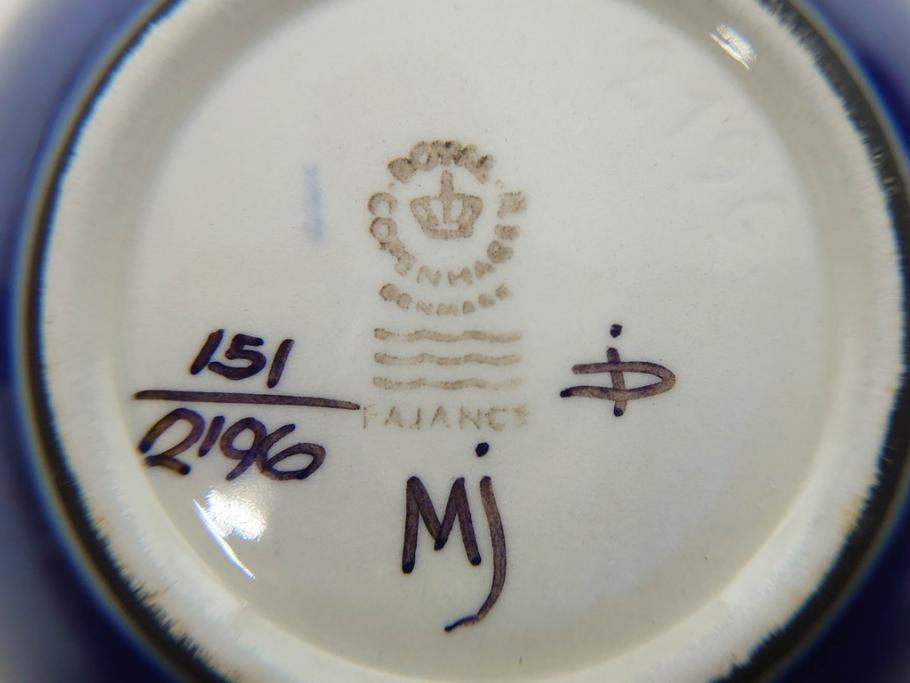 ROYAL
COPENHAGEN
DENMARK
FAJANCE
151
2196
Mj